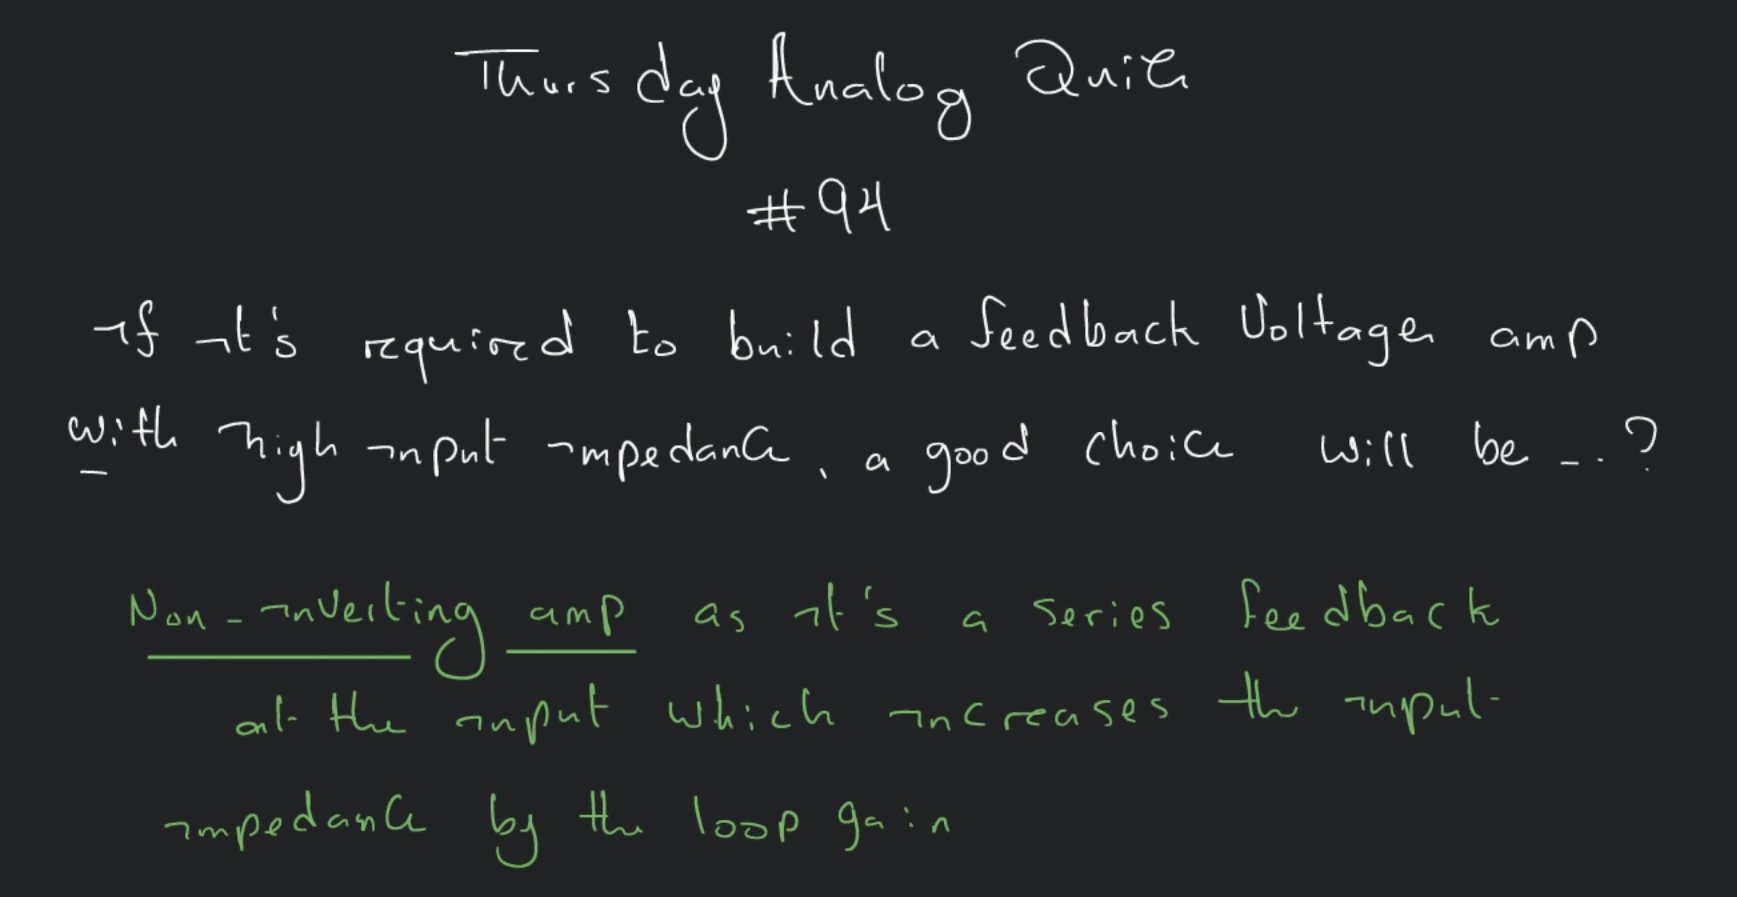 Thursday Analog Quiz
#94
If it's required to build a feedback Voltage amp
with high input impedance, a good choice will be ...?
Non-inverting amp as it's a series feedback
at the input which increases the input
impedance by the loop gain